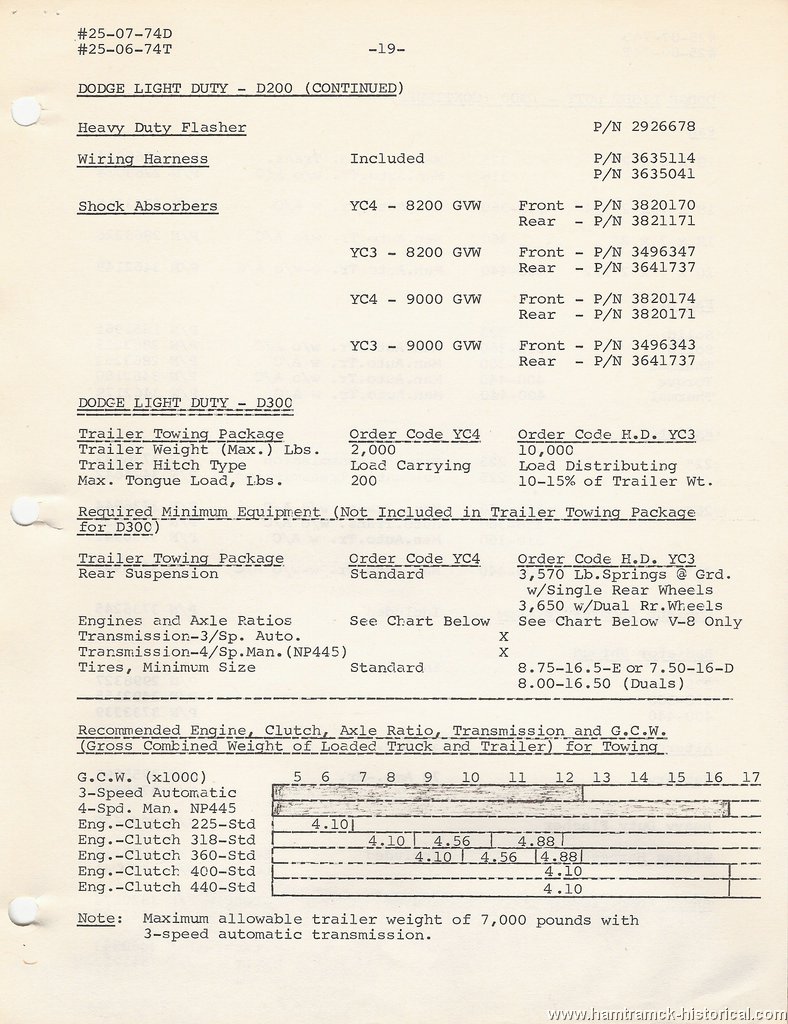 #25-07-74D
#25-06-74T -19-
DODGE LIGHT DUTY - D200 (CONTINUED)
Heavy Duty Flasher P/N 2926678
Wiring Harness Included P/N 3635114
P/N 3635041
Shock Absorbers YC4 - 8200 GVW Front - P/N 3820170
Rear - P/N 3821171
YC3 - 8200 GVW Front - P/N 3496347
Rear - P/N 3641737
YC4 - 9000 GVW Front - P/N 3820174
Rear - P/N 3820171
YC3 - 9000 GVW Front - P/N 3496343
Rear - P/N 3641737
DODGE LIGHT DUTY - D300
Trailer Towing Package Order Code YC4 Order Code H.D. YC3
Trailer Weight (Max.) Lbs. 2,000 10,000
Trailer Hitch Type Load Carrying Load Distributing
Max. Tongue Load, Lbs. 200 10-15% of Trailer Wt.
Required Minimum Equipment (Not Included in Trailer Towing Package
for D300)
Trailer Towing Package Order Code YC4 Order Code H.D. YC3
Rear Suspension Standard 3,570 Lb.Springs @ Grd.
w/Single Rear Wheels
3,650 w/Dual Rr.Wheels
Engines and Axle Ratios See Chart Below See Chart Below V-8 Only
Transmission-3/Sp. Auto. X
Transmission-4/Sp.Man.(NP445) X
Tires, Minimum Size Standard 8.75-16.5-E or 7.50-16-D
8.00-16.50 (Duals)
Recommended Engine, Clutch, Axle Ratio, Transmission and G.C.W.
(Gross Combined Weight of Loaded Truck and Trailer) for Towing
G.C.W. (x1000) 5 6 7 8 9 10 11 12 13 14 15 16 17
3-Speed Automatic
4-Spd. Man. NP445
Eng.-Clutch 225-Std 4.10
Eng.-Clutch 318-Std 4.10 4.56 4.88
Eng.-Clutch 360-Std 4.10 4.56 4.88
Eng.-Clutch 400-Std 4.10
Eng.-Clutch 440-Std 4.10
Note: Maximum allowable trailer weight of 7,000 pounds with
3-speed automatic transmission.
www.hamtramck-historical.com